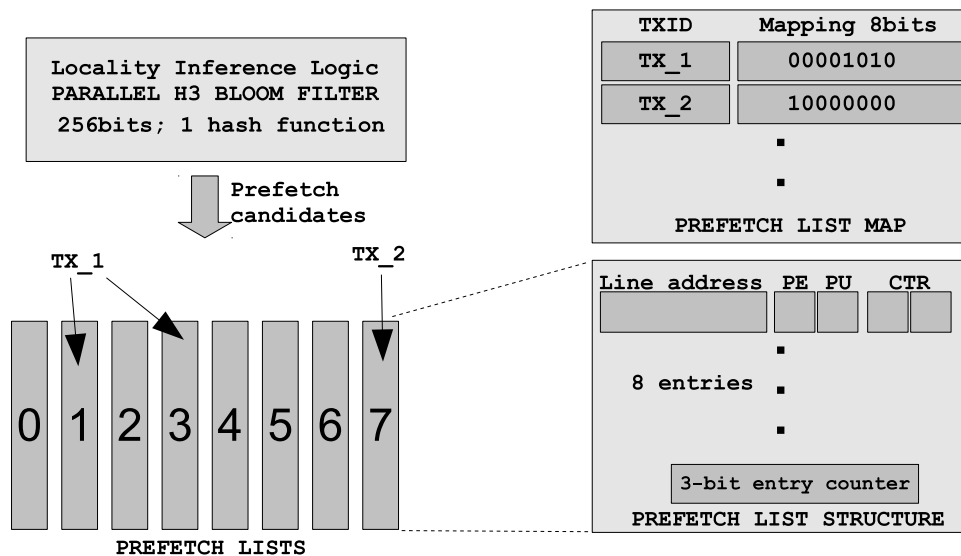 Locality Inference Logic
PARALLEL H3 BLOOM FILTER
256bits; 1 hash function
Prefetch
candidates
TX_1
TX_2
0 1 2 3 4 5 6 7
PREFETCH LISTS
TXID Mapping 8bits
TX_1 00001010
TX_2 10000000
PREFETCH LIST MAP
Line address PE PU CTR
8 entries
3-bit entry counter
PREFETCH LIST STRUCTURE